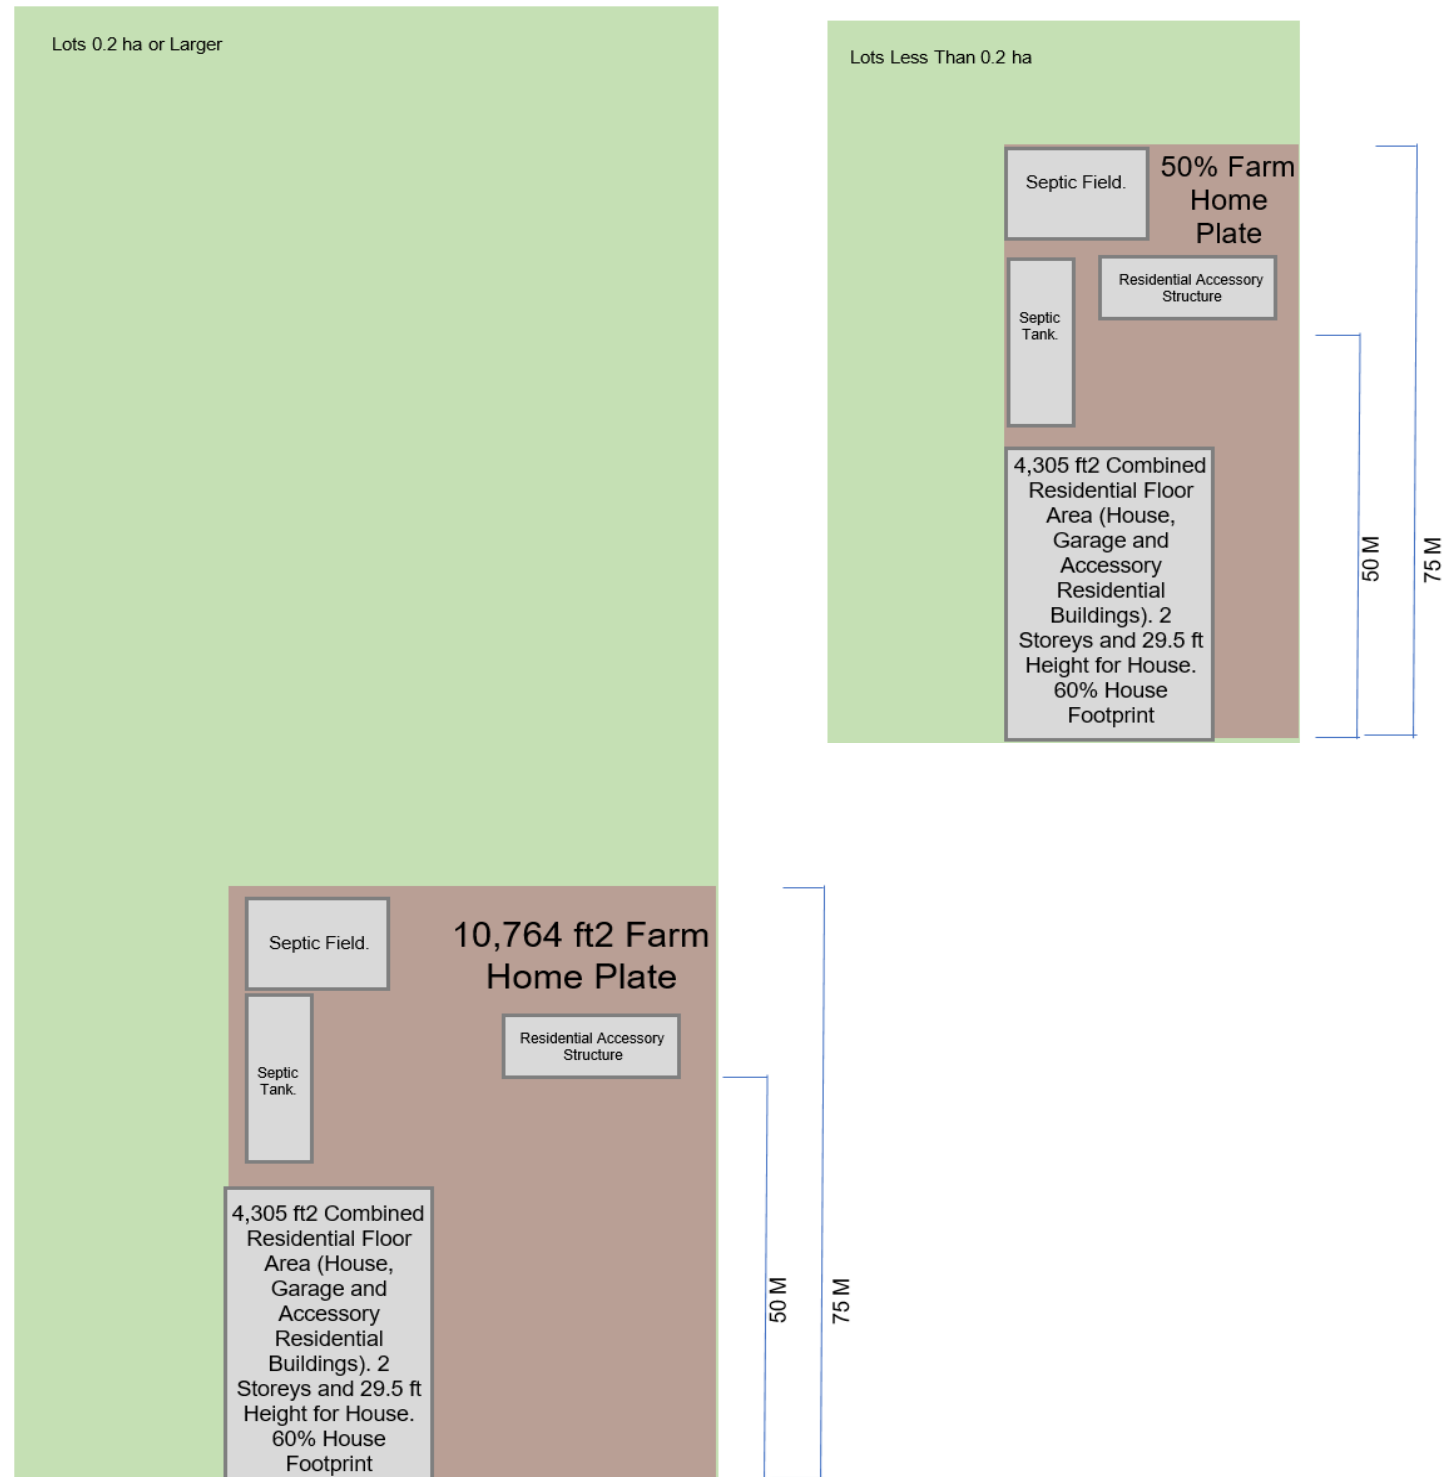 Lots 0.2 ha or Larger
Septic Field.
10,764 ft2 Farm
Home Plate
Residential Accessory
Structure
Septic
Tank.
4,305 ft2 Combined
Residential Floor
Area (House,
Garage and
Accessory
Residential
Buildings). 2
Storeys and 29.5 ft
Height for House.
60% House
Footprint
50 M
75 M
Lots Less Than 0.2 ha
Septic Field.
50% Farm
Home
Plate
Residential Accessory
Structure
Septic
Tank.
4,305 ft2 Combined
Residential Floor
Area (House,
Garage and
Accessory
Residential
Buildings). 2
Storeys and 29.5 ft
Height for House.
60% House
Footprint
50 M
75 M